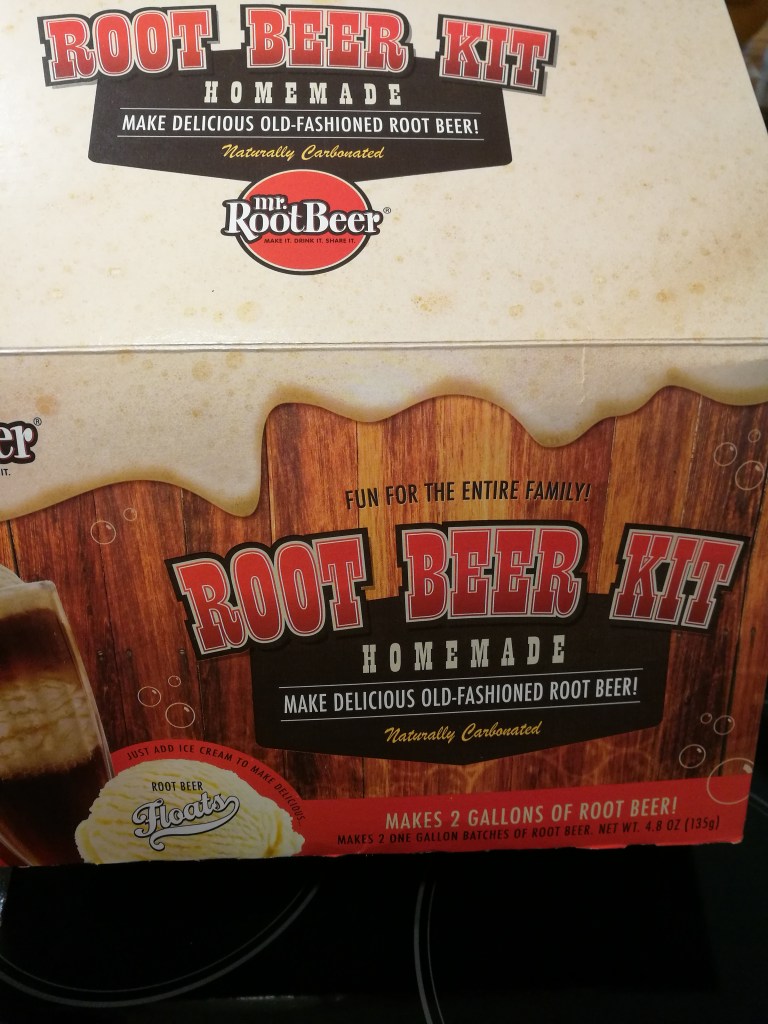 ROOT BEER KIT
HOMEMADE
MAKE DELICIOUS OLD-FASHIONED ROOT BEER!
Naturally Carbonated
mr.
RootBeer®
MAKE IT. DRINK IT. SHARE IT.
er®
IT.
FUN FOR THE ENTIRE FAMILY!
ROOT BEER KIT
HOMEMADE
MAKE DELICIOUS OLD-FASHIONED ROOT BEER!
Naturally Carbonated
JUST ADD ICE CREAM TO MAKE DELICIOUS...
ROOT BEER
Floats
MAKES 2 GALLONS OF ROOT BEER!
MAKES 2 ONE GALLON BATCHES OF ROOT BEER. NET WT. 4.8 OZ (135g)